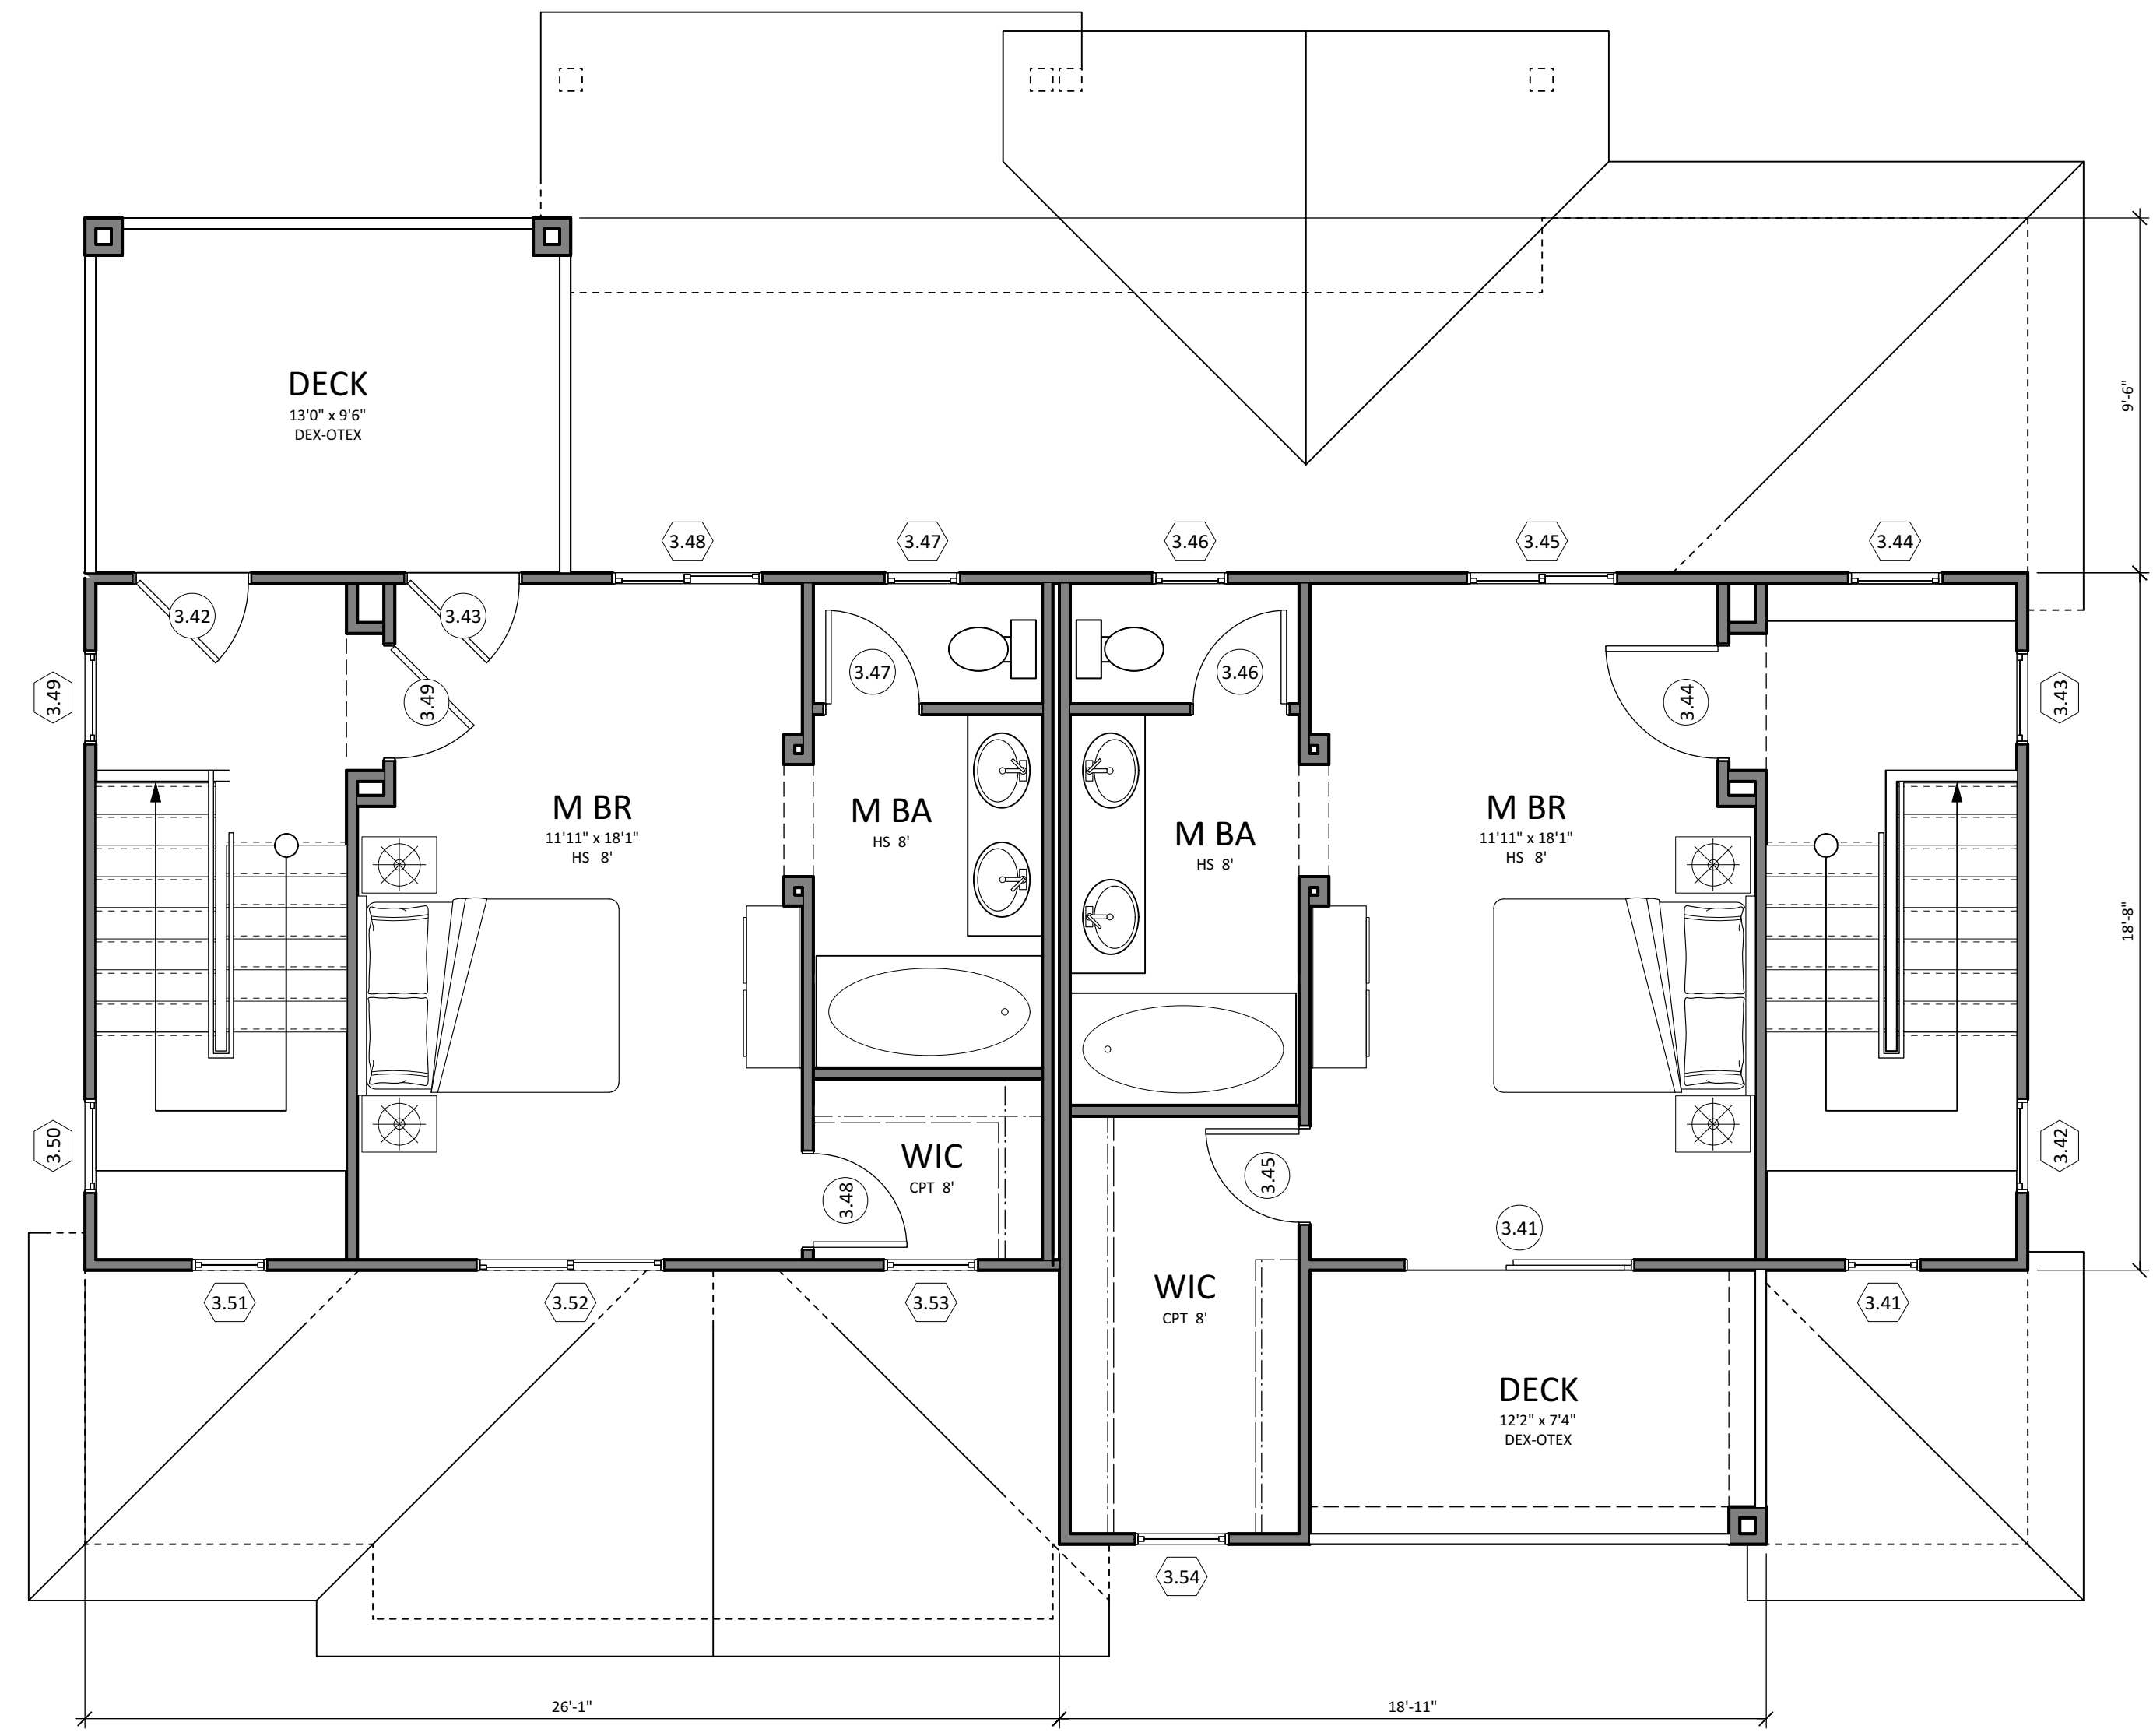 DECK
13'0" x 9'6"
DEX-OTEX
9'-6"
3.48
3.47
3.46
3.45
3.44
3.42
3.43
3.47
3.46
3.49
3.49
3.44
3.43
M BR
11'11" x 18'1"
HS 8'
M BA
HS 8'
M BA
HS 8'
M BR
11'11" x 18'1"
HS 8'
18'-8"
3.50
3.48
WIC
CPT 8'
3.45
3.42
3.41
3.51
3.52
3.53
WIC
CPT 8'
3.41
DECK
12'2" x 7'4"
DEX-OTEX
3.54
26'-1"
18'-11"